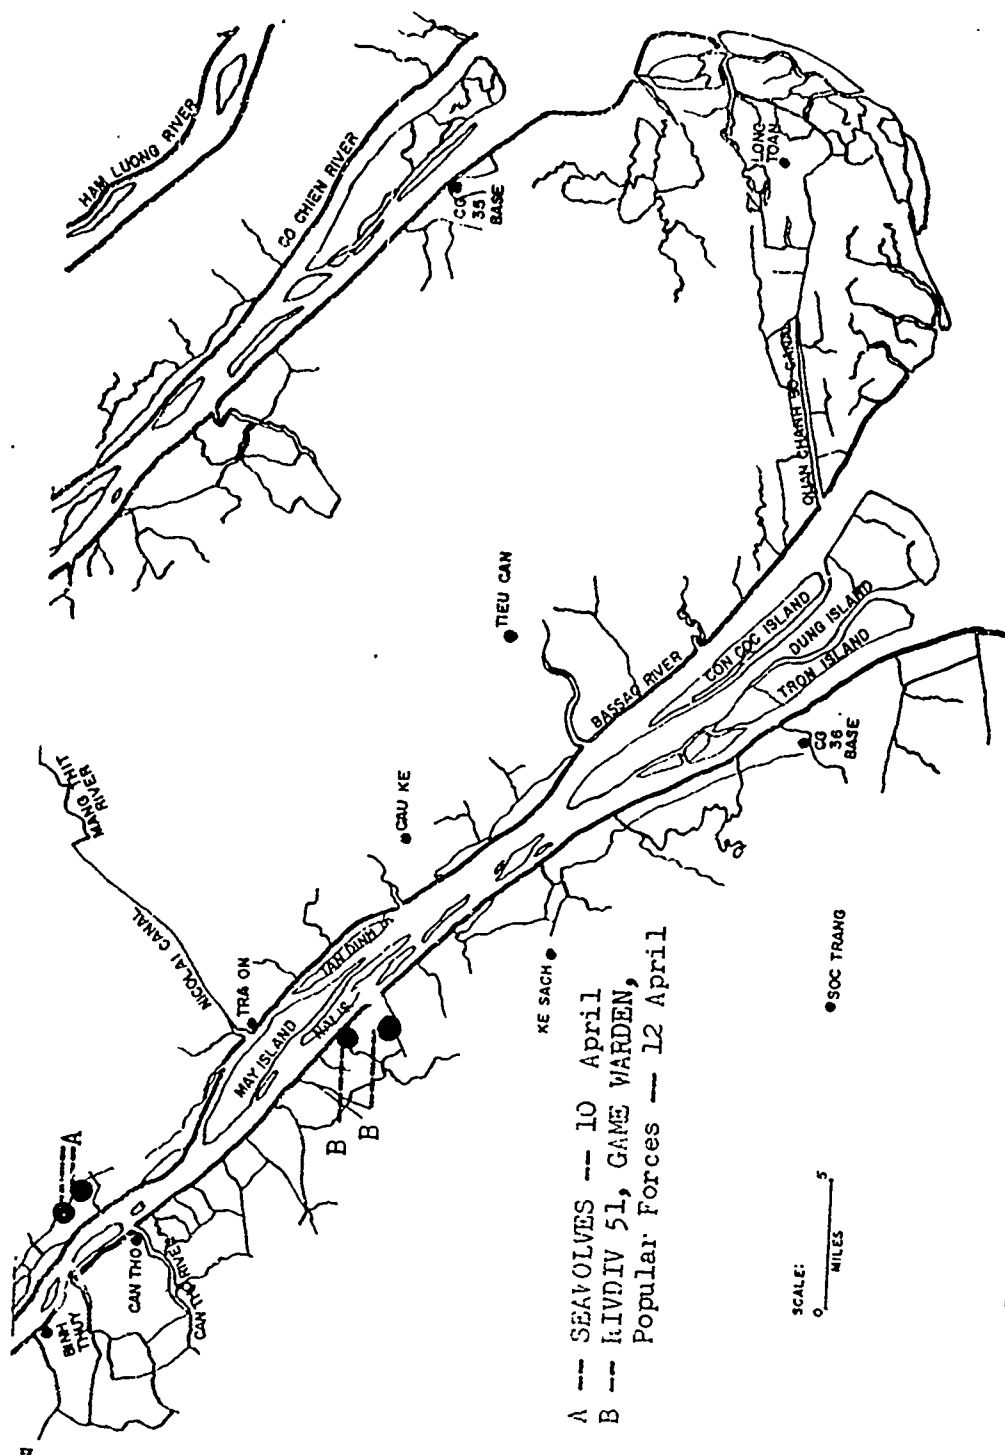 HAM LUONG RIVER
CO CHIEN RIVER
CG
35
BASE
LONG
TOAN
QUAN CHANH BO CANAL
TIEU CAN
BASSAC RIVER
CON COC ISLAND
DUNG ISLAND
TRON ISLAND
CG
36
BASE
MANG THIT
RIVER
NICOLAI CANAL
CAU KE
TRA ON
TAN DINH
MAY ISLAND
KE SACH
SOC TRANG
A
B
B
BINH
THUY
CAN THO
CAN THO RIVER
A -- SEAWOLVES -- 10 April
B -- RIVDIV 51, GAME WARDEN,
Popular Forces -- 12 April
SCALE:
0 5
MILES